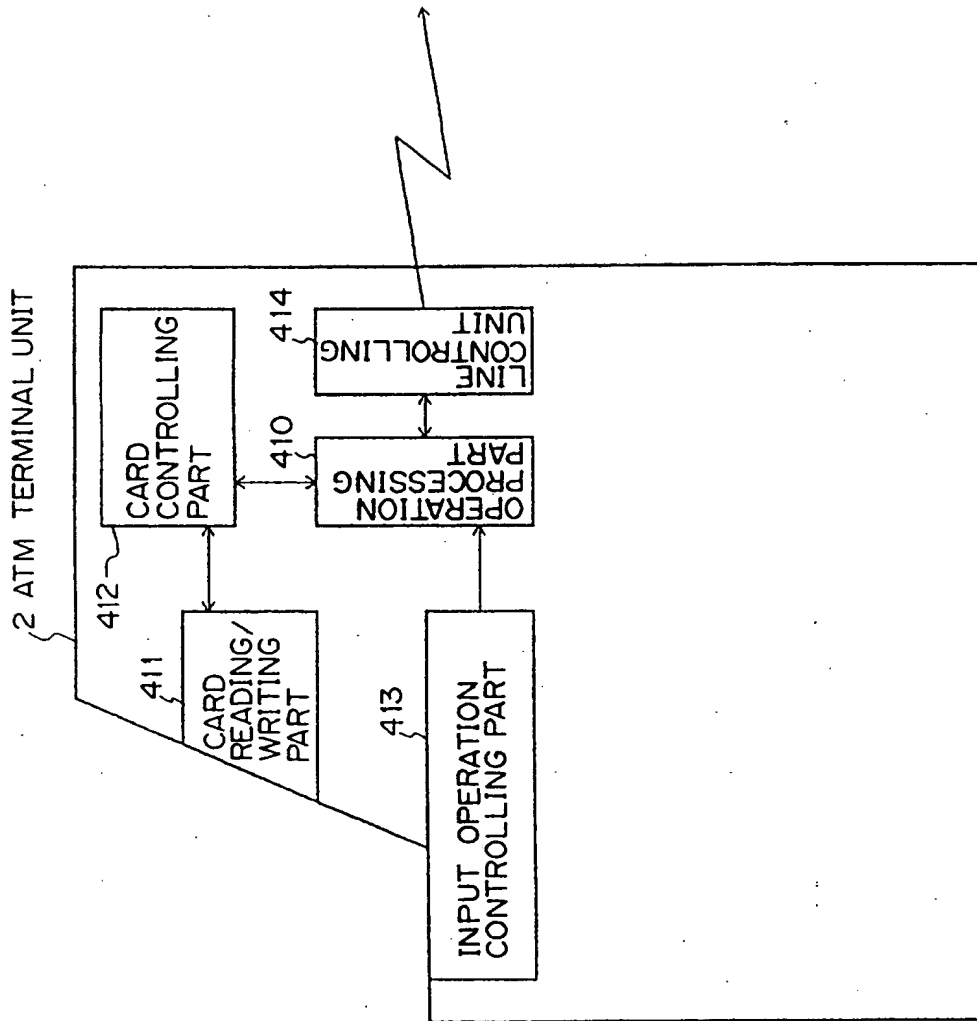 2 ATM TERMINAL UNIT
412
CARD
CONTROLLING
PART
411
CARD
READING/
WRITING
PART
410
OPERATION
PROCESSING
PART
414
LINE
CONTROLLING
UNIT
413
INPUT OPERATION
CONTROLLING PART